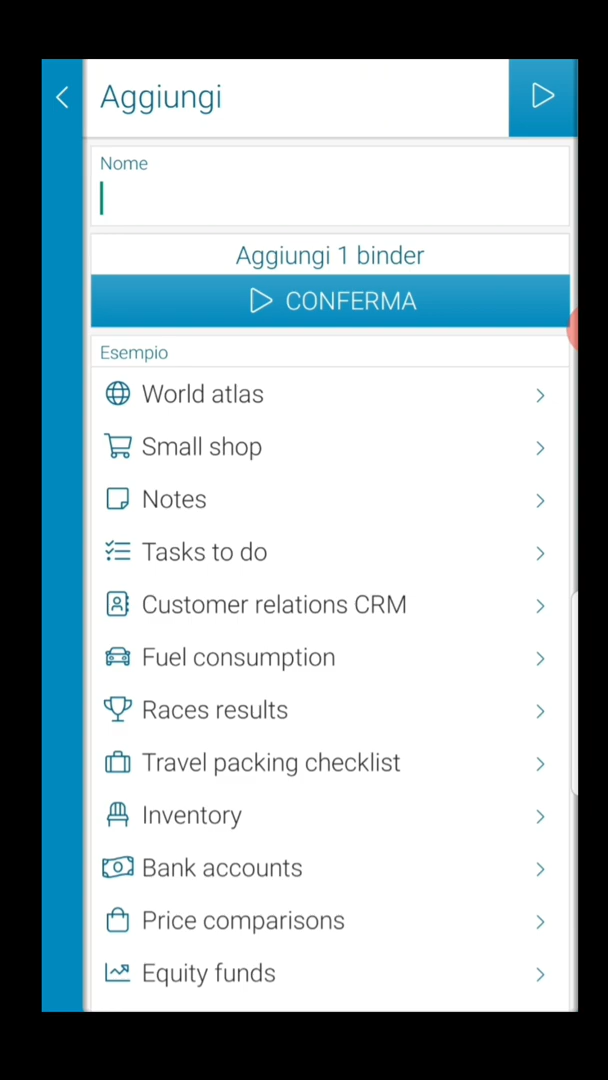 Aggiungi
Nome
Aggiungi 1 binder
CONFERMA
Esempio
World atlas
Small shop
Notes
Tasks to do
Customer relations CRM
Fuel consumption
Races results
Travel packing checklist
Inventory
Bank accounts
Price comparisons
Equity funds